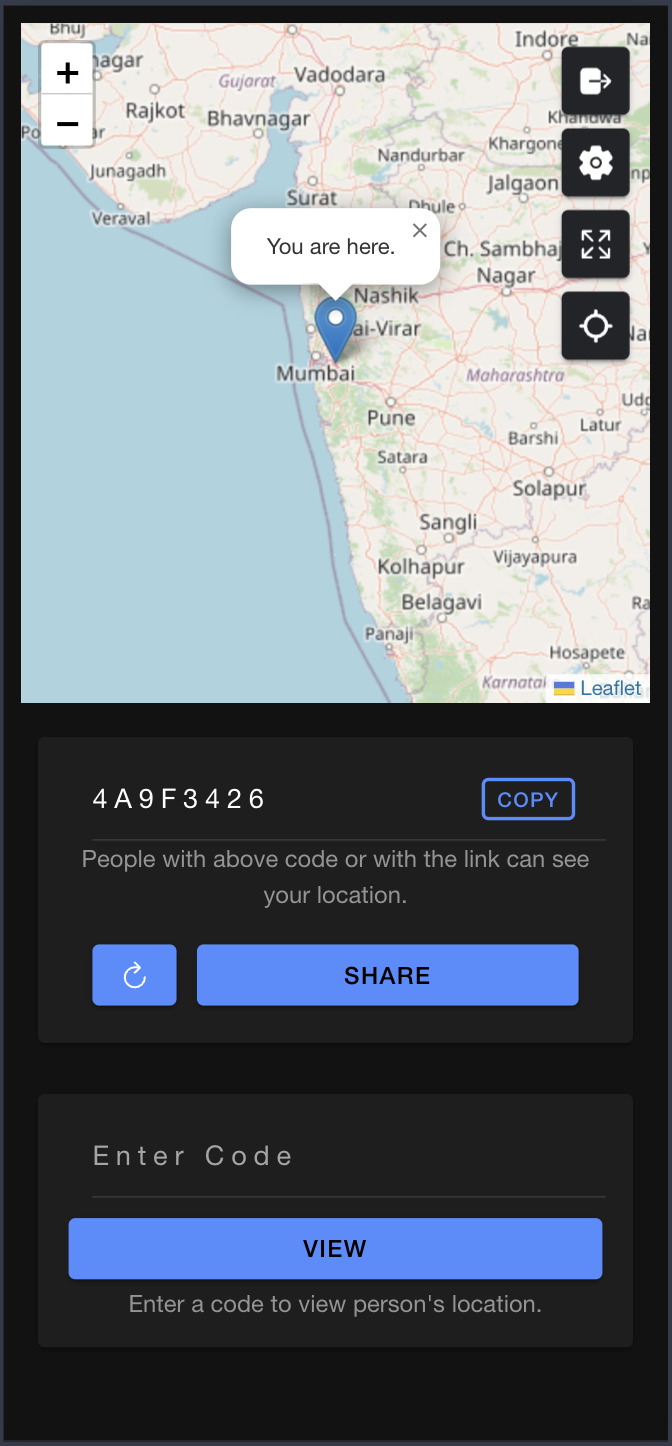 Bhuj
Indore
nagar
Gujarat
Vadodara
Rajkot
Bhavnagar
Khandwa
Khargone
Nandurbar
Junagadh
Jalgaon
Surat
Dhule
Veraval
You are here.
Ch. Sambhaj
Nagar
Nashik
ai-Virar
Mumbai
Maharashtra
Pune
Latur
Barshi
Satara
Solapur
Sangli
Vijayapura
Kolhapur
Belagavi
Panaji
Hosapete
Karnatak
Leaflet
4A9F3426
COPY
People with above code or with the link can see
your location.
SHARE
Enter Code
VIEW
Enter a code to view person's location.